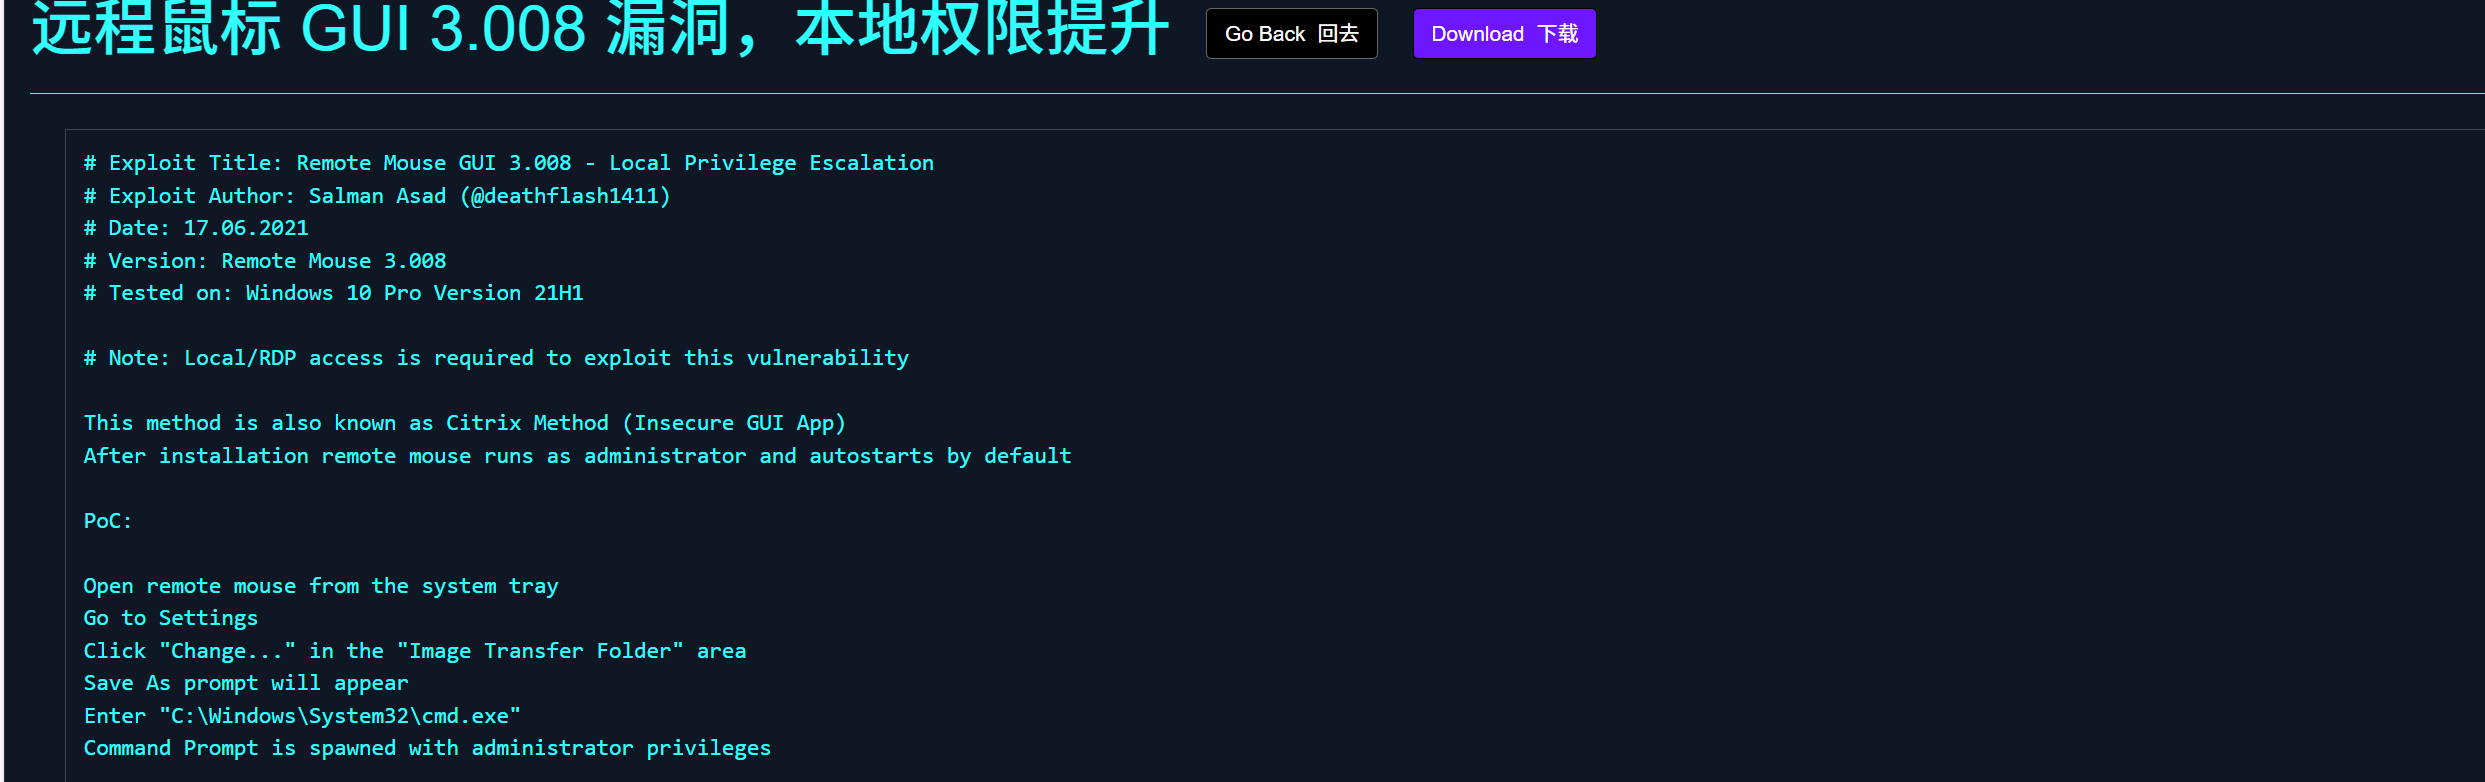 远程鼠标 GUI 3.008 漏洞，本地权限提升
Go Back 回去
Download 下载
# Exploit Title: Remote Mouse GUI 3.008 - Local Privilege Escalation
# Exploit Author: Salman Asad (@deathflash1411)
# Date: 17.06.2021
# Version: Remote Mouse 3.008
# Tested on: Windows 10 Pro Version 21H1
# Note: Local/RDP access is required to exploit this vulnerability
This method is also known as Citrix Method (Insecure GUI App)
After installation remote mouse runs as administrator and autostarts by default
PoC:
Open remote mouse from the system tray
Go to Settings
Click "Change..." in the "Image Transfer Folder" area
Save As prompt will appear
Enter "C:\Windows\System32\cmd.exe"
Command Prompt is spawned with administrator privileges